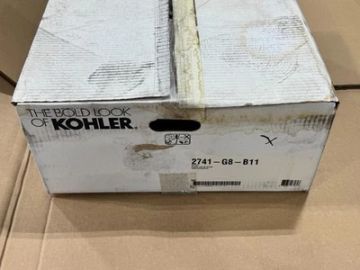 THE BOLD LOOK
OF KOHLER®
2741-G8-B11